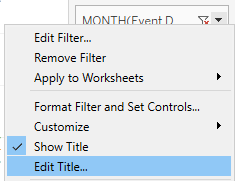 MONTH(Event D
Edit Filter...
Remove Filter
Apply to Worksheets
Format Filter and Set Controls...
Customize
Show Title
Edit Title...